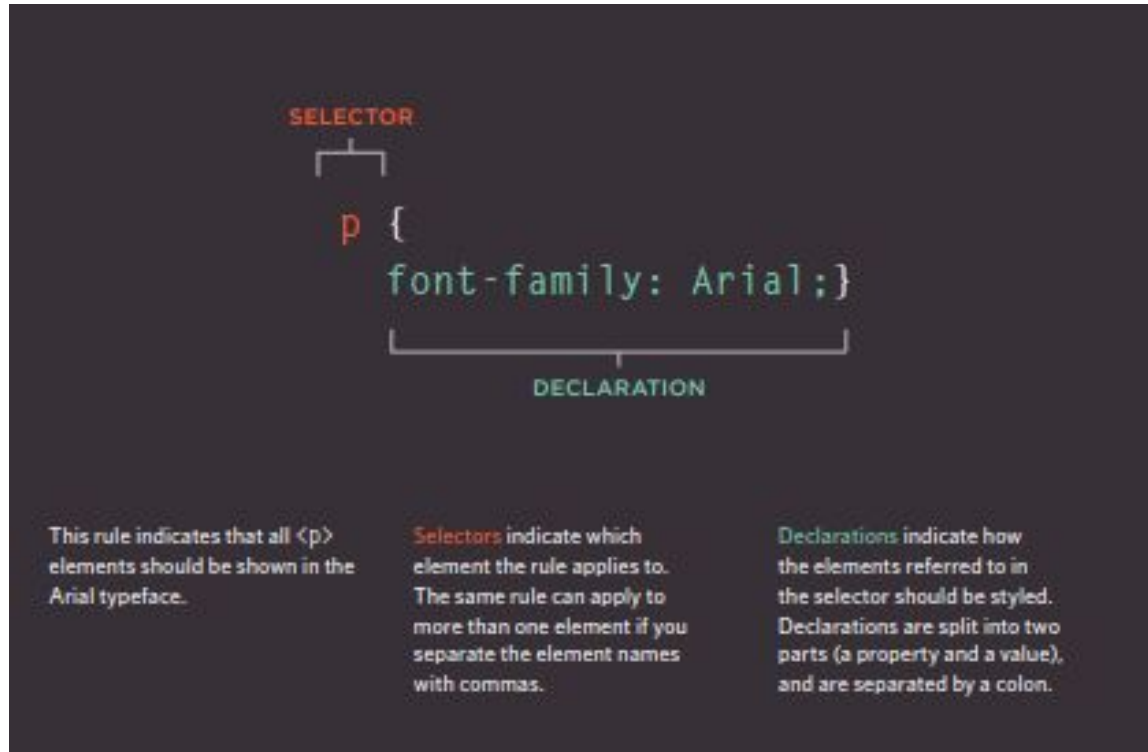 SELECTOR
p {
font-family: Arial;}
DECLARATION
This rule indicates that all <p>
elements should be shown in the
Arial typeface.
Selectors indicate which
element the rule applies to.
The same rule can apply to
more than one element if you
separate the element names
with commas.
Declarations indicate how
the elements referred to in
the selector should be styled.
Declarations are split into two
parts (a property and a value),
and are separated by a colon.